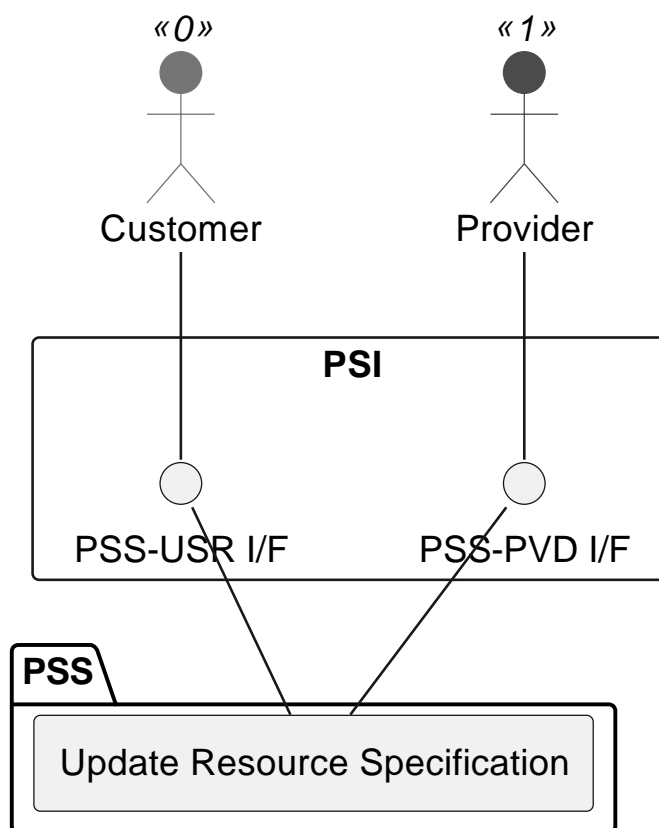 «0» «1»
Customer Provider
PSI
PSS-USR I/F PSS-PVD I/F
PSS
Update Resource Specification